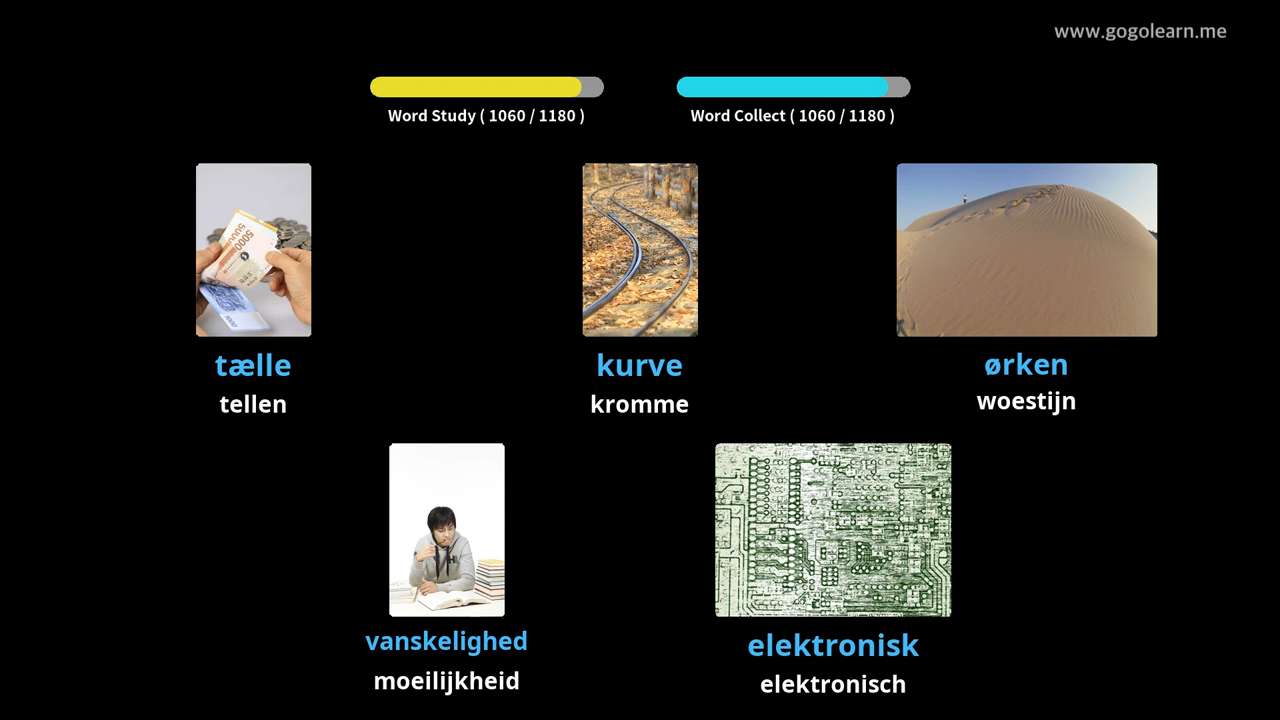 www.gogolearn.me
Word Study ( 1060 / 1180 )
Word Collect ( 1060 / 1180 )
tælle
tellen
kurve
kromme
ørken
woestijn
vanskelighed
moeilijkheid
elektronisk
elektronisch